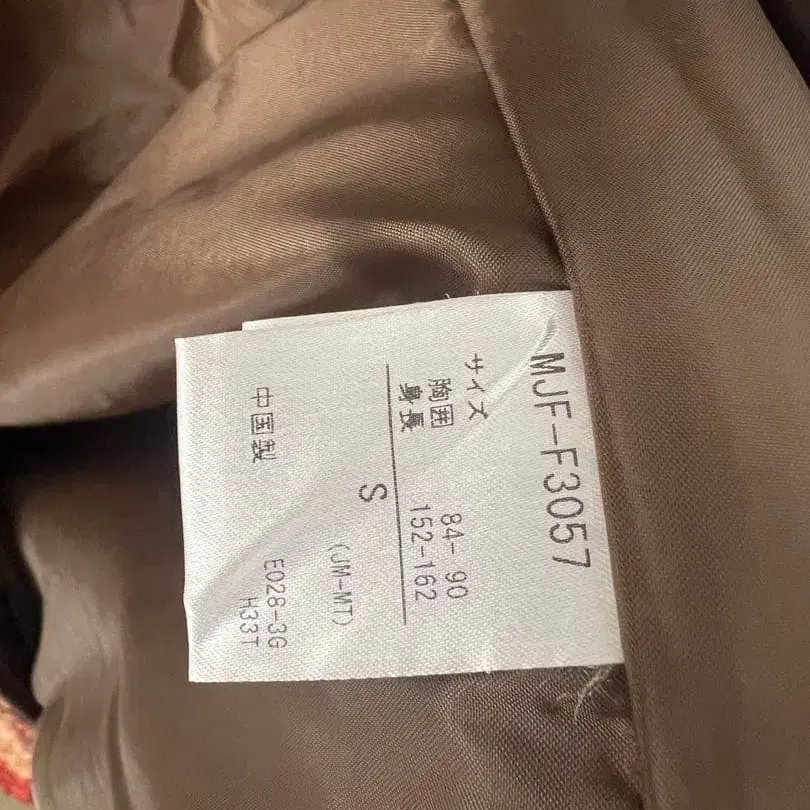 MJF-F3057
サイズ
胸囲 84- 90
身長 152-162
S
(JM-MT)
中国製 E028-3G
H33T